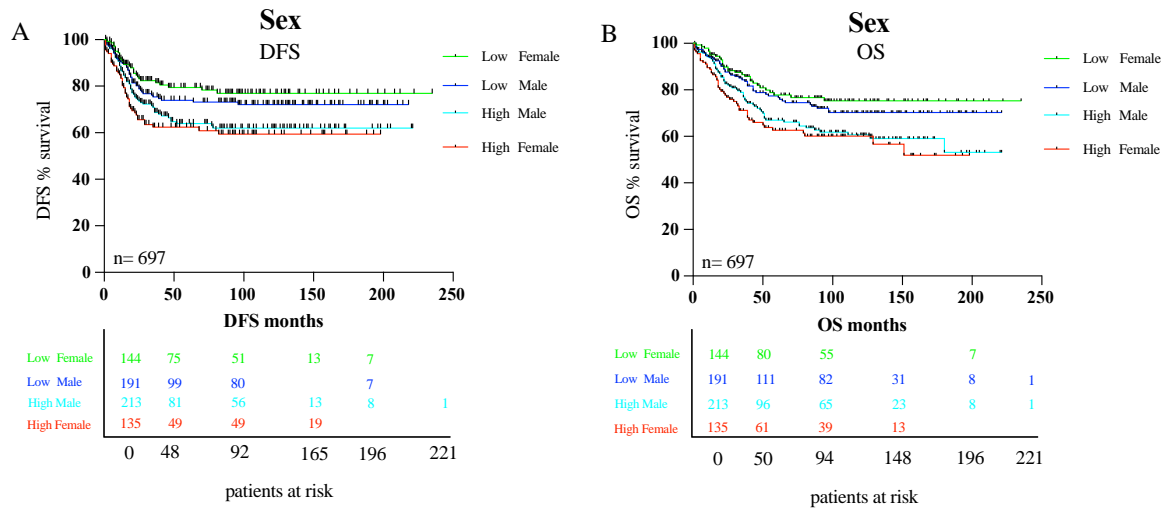 A
Sex
DFS
DFS % survival
100
80
60
40
20
0
n= 697
0 50 100 150 200 250
DFS months
Low Female
Low Male
High Male
High Female
Low Female 144 75 51 13 7
Low Male 191 99 80 7
High Male 213 81 56 13 8 1
High Female 135 49 49 19
0 48 92 165 196 221
patients at risk
B
Sex
OS
OS % survival
100
80
60
40
20
0
n= 697
0 50 100 150 200 250
OS months
Low Female
Low Male
High Male
High Female
Low Female 144 80 55 7
Low Male 191 111 82 31 8 1
High Male 213 96 65 23 8 1
High Female 135 61 39 13
0 50 94 148 196 221
patients at risk